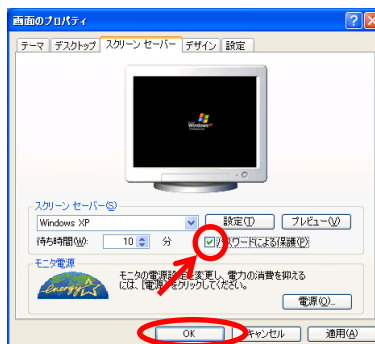 画面のプロパティ
テーマ デスクトップ スクリーン セーバー デザイン 設定
Windows xp
スクリーン セーバー(S)
Windows XP 設定(T) プレビュー(V)
待ち時間(W): 10 分 パスワードによる保護(P)
モニタ電源
モニタの電源設定を変更し、電力の消費を抑える
には、[電源]をクリックしてください。
energy
電源(O)...
OK キャンセル 適用(A)